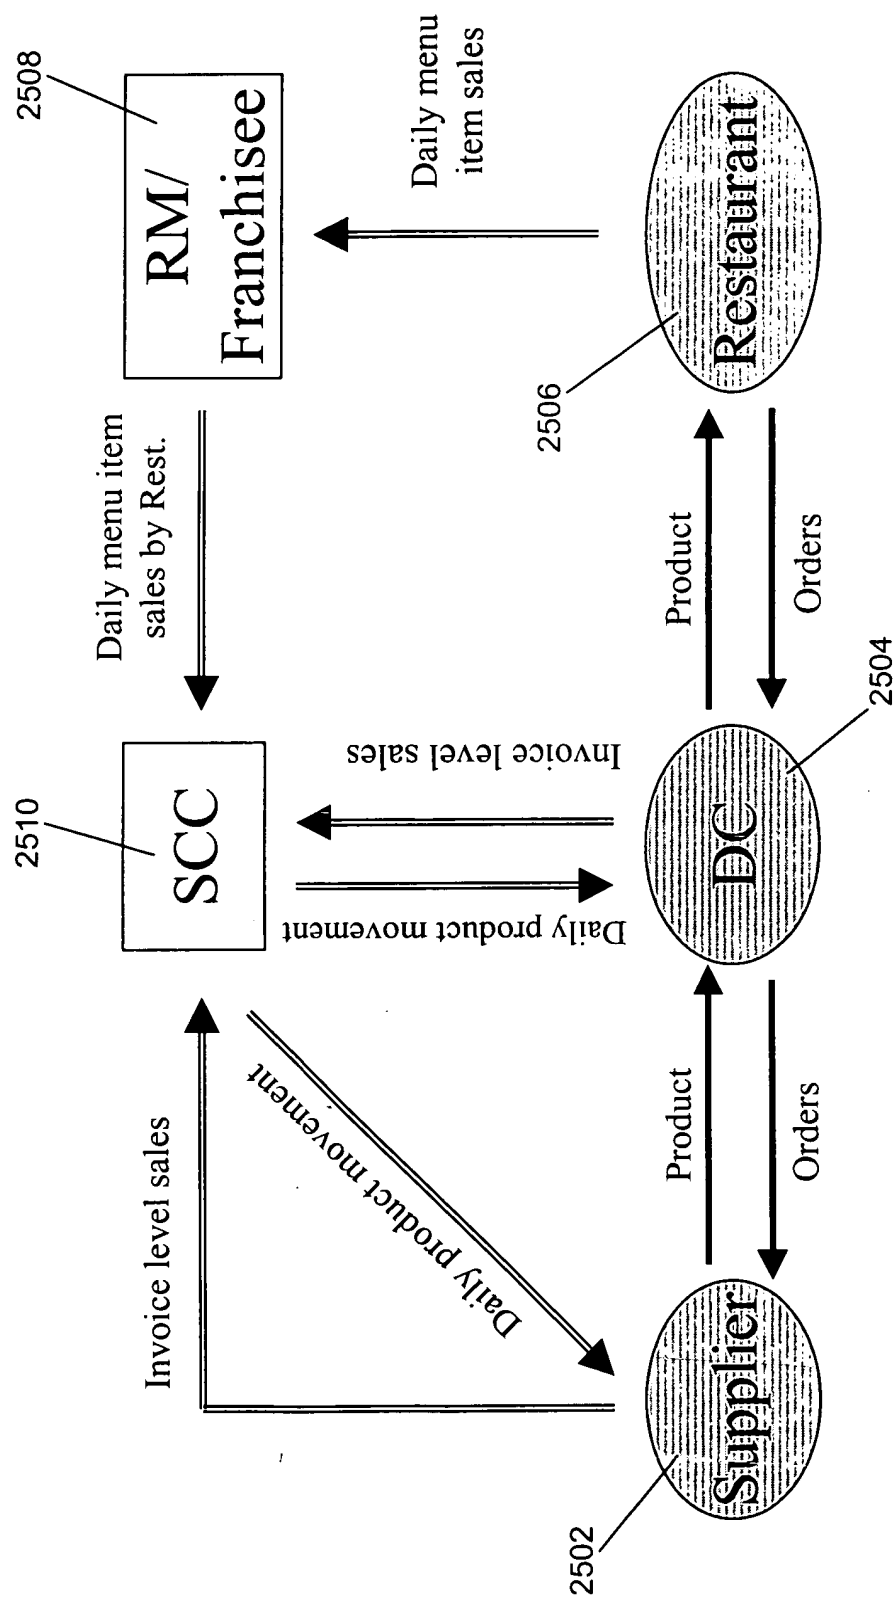 2510
2508
SCC
RM/
Franchisee
Daily menu item
sales by Rest.
Invoice level sales
Daily product movement
Daily product movement
Invoice level sales
Daily menu
item sales
2502
Supplier
Product
Orders
DC
2504
Product
Orders
2506
Restaurant